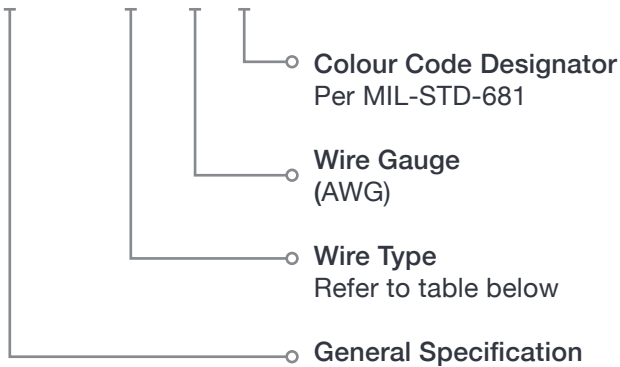 Colour Code Designator
Per MIL-STD-681
Wire Gauge
(AWG)
Wire Type
Refer to table below
General Specification